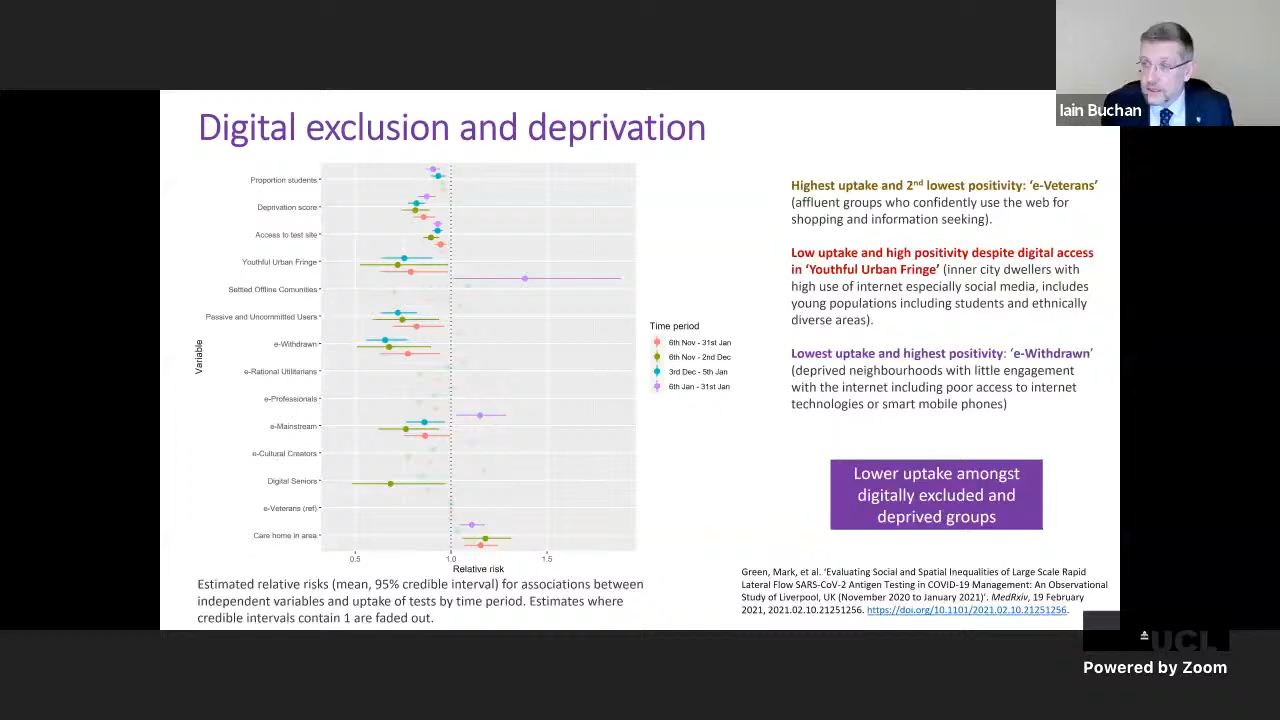 Iain Buchan
Digital exclusion and deprivation
Proportion students
Deprivation score
Access to test site
Youthful Urban Fringe
Settled Offline Comunities
Passive and Uncommitted Users
e-Withdrawn
e-Rational Utilitarians
e-Professionals
e-Mainstream
e-Cultural Creators
Digital Seniors
e-Veterans (ref)
Care home in area
Variable
0.5
1.0
1.5
Relative risk
Time period
6th Nov - 31st Jan
6th Nov - 2nd Dec
3rd Dec - 5th Jan
6th Jan - 31st Jan
Estimated relative risks (mean, 95% credible interval) for associations between
independent variables and uptake of tests by time period. Estimates where
credible intervals contain 1 are faded out.
Highest uptake and 2nd lowest positivity: ‘e-Veterans’
(affluent groups who confidently use the web for
shopping and information seeking).
Low uptake and high positivity despite digital access
in ‘Youthful Urban Fringe’ (inner city dwellers with
high use of internet especially social media, includes
young populations including students and ethnically
diverse areas).
Lowest uptake and highest positivity: ‘e-Withdrawn’
(deprived neighbourhoods with little engagement
with the internet including poor access to internet
technologies or smart mobile phones)
Lower uptake amongst
digitally excluded and
deprived groups
Green, Mark, et al. ‘Evaluating Social and Spatial Inequalities of Large Scale Rapid
Lateral Flow SARS-CoV-2 Antigen Testing in COVID-19 Management: An Observational
Study of Liverpool, UK (November 2020 to January 2021)’. MedRxiv, 19 February
2021, 2021.02.10.21251256. https://doi.org/10.1101/2021.02.10.21251256.
UCL
Powered by Zoom